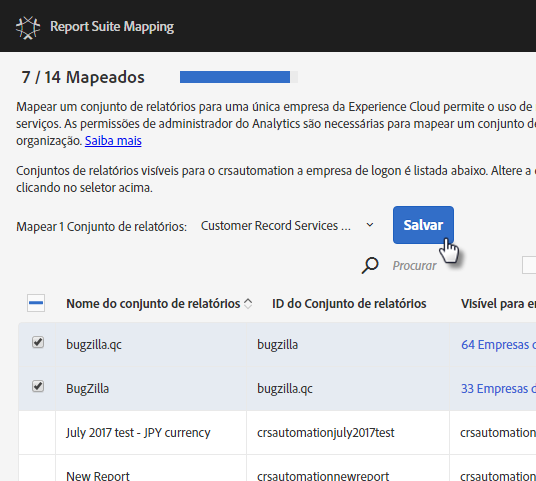 Report Suite Mapping
7 / 14 Mapeados
Mapear um conjunto de relatórios para uma única empresa da Experience Cloud permite o uso de
serviços. As permissões de administrador do Analytics são necessárias para mapear um conjunto de
organização. Saiba mais
Conjuntos de relatórios visíveis para o crsautomation a empresa de logon é listada abaixo. Altere a
clicando no seletor acima.
Mapear 1 Conjunto de relatórios: Customer Record Services ... Salvar
Procurar
Nome do conjunto de relatórios ID do Conjunto de relatórios Visível para
bugzilla.qc bugzilla 64 Empresas
BugZilla bugzilla.qc 33 Empresas
July 2017 test - JPY currency crsautomationjuly2017test crsautomation
New Report crsautomationnewreport crsautomation